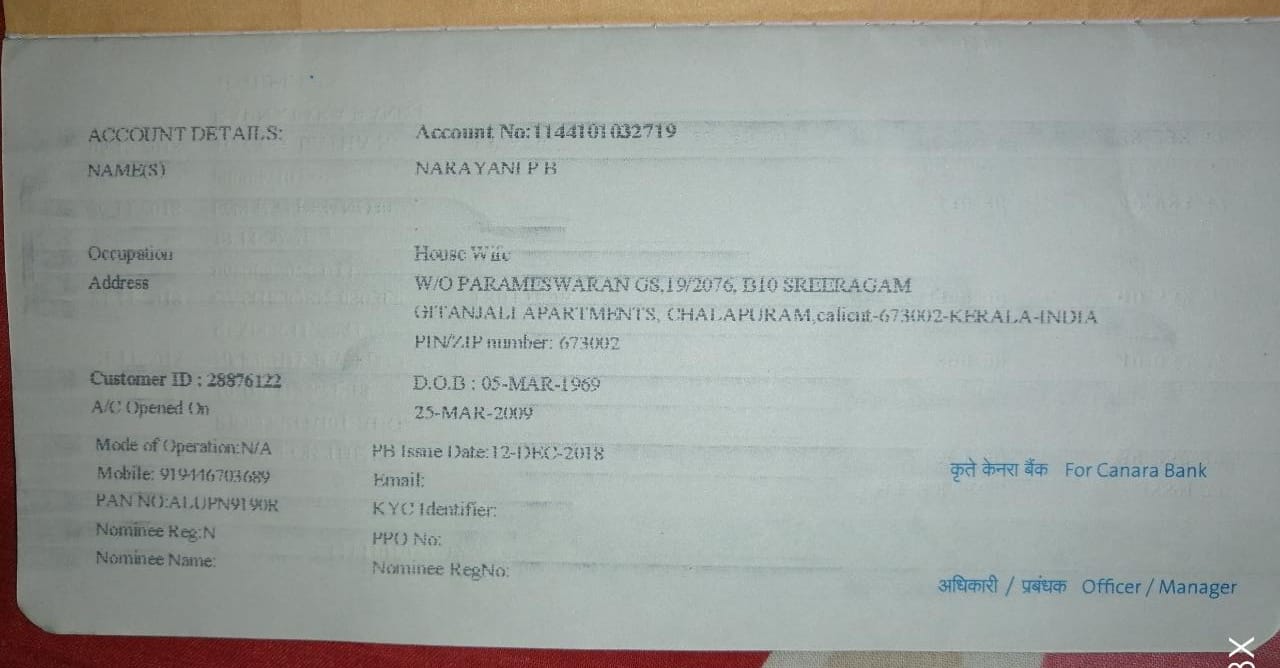 ACCOUNT DETAILS: Account No:1144101032719
NAME(S) NARAYANI P B
Occupation House Wife
Address W/O PARAMESWARAN GS,19/2076, B10 SREERAGAM
GITANJALI APARTMENTS, CHALAPURAM,calicut-673002-KERALA-INDIA
PIN/ZIP number: 673002
Customer ID : 28876122 D.O.B : 05-MAR-1969
A/C Opened On 25-MAR-2009
Mode of Operation:N/A PB Issue Date:12-DEC-2018
Mobile: 919446703689 Email:
PAN NO:ALUPN9190R KYC Identifier:
Nominee Reg:N PPO No:
Nominee Name: Nominee RegNo:
कृते केनरा बैंक For Canara Bank
अधिकारी / प्रबंधक Officer / Manager